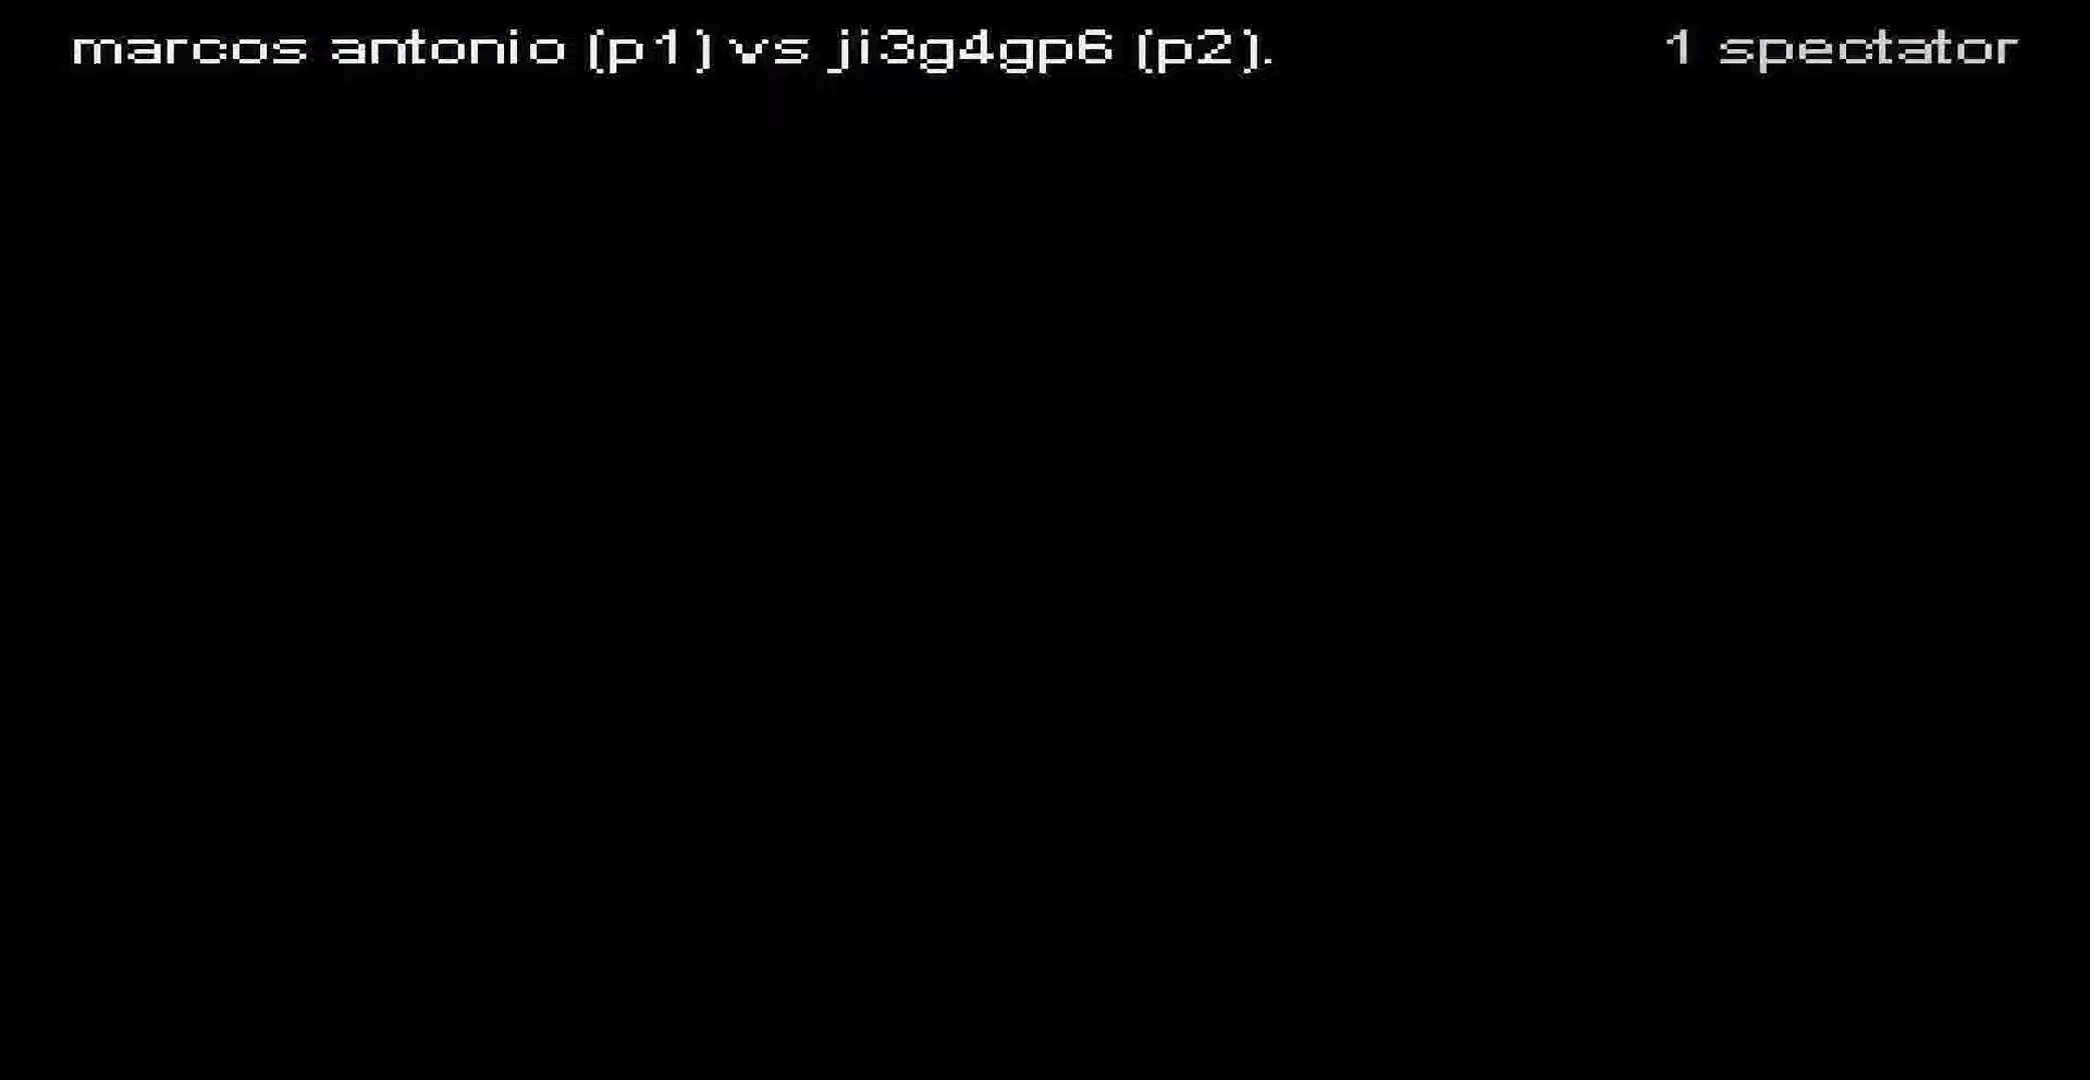 marcos antonio (p1) vs ji3g4gp6 (p2).
1 spectator